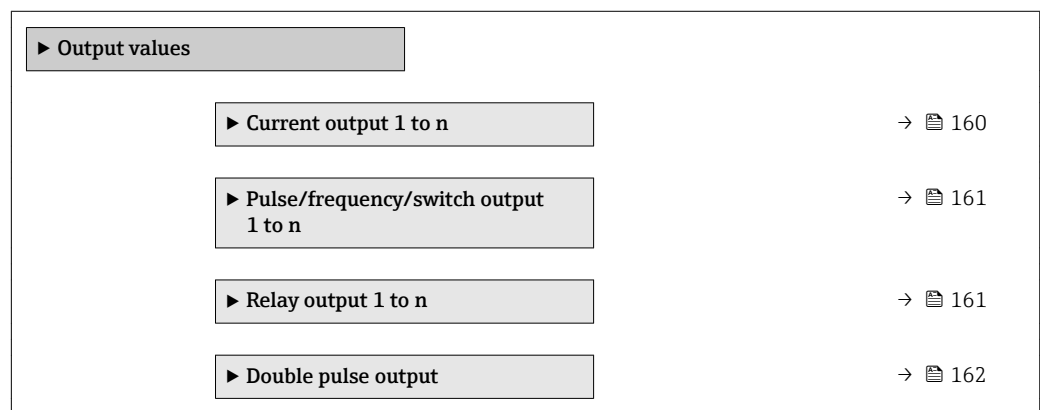 ▶ Output values
▶ Current output 1 to n → 160
▶ Pulse/frequency/switch output → 161
1 to n
▶ Relay output 1 to n → 161
▶ Double pulse output → 162